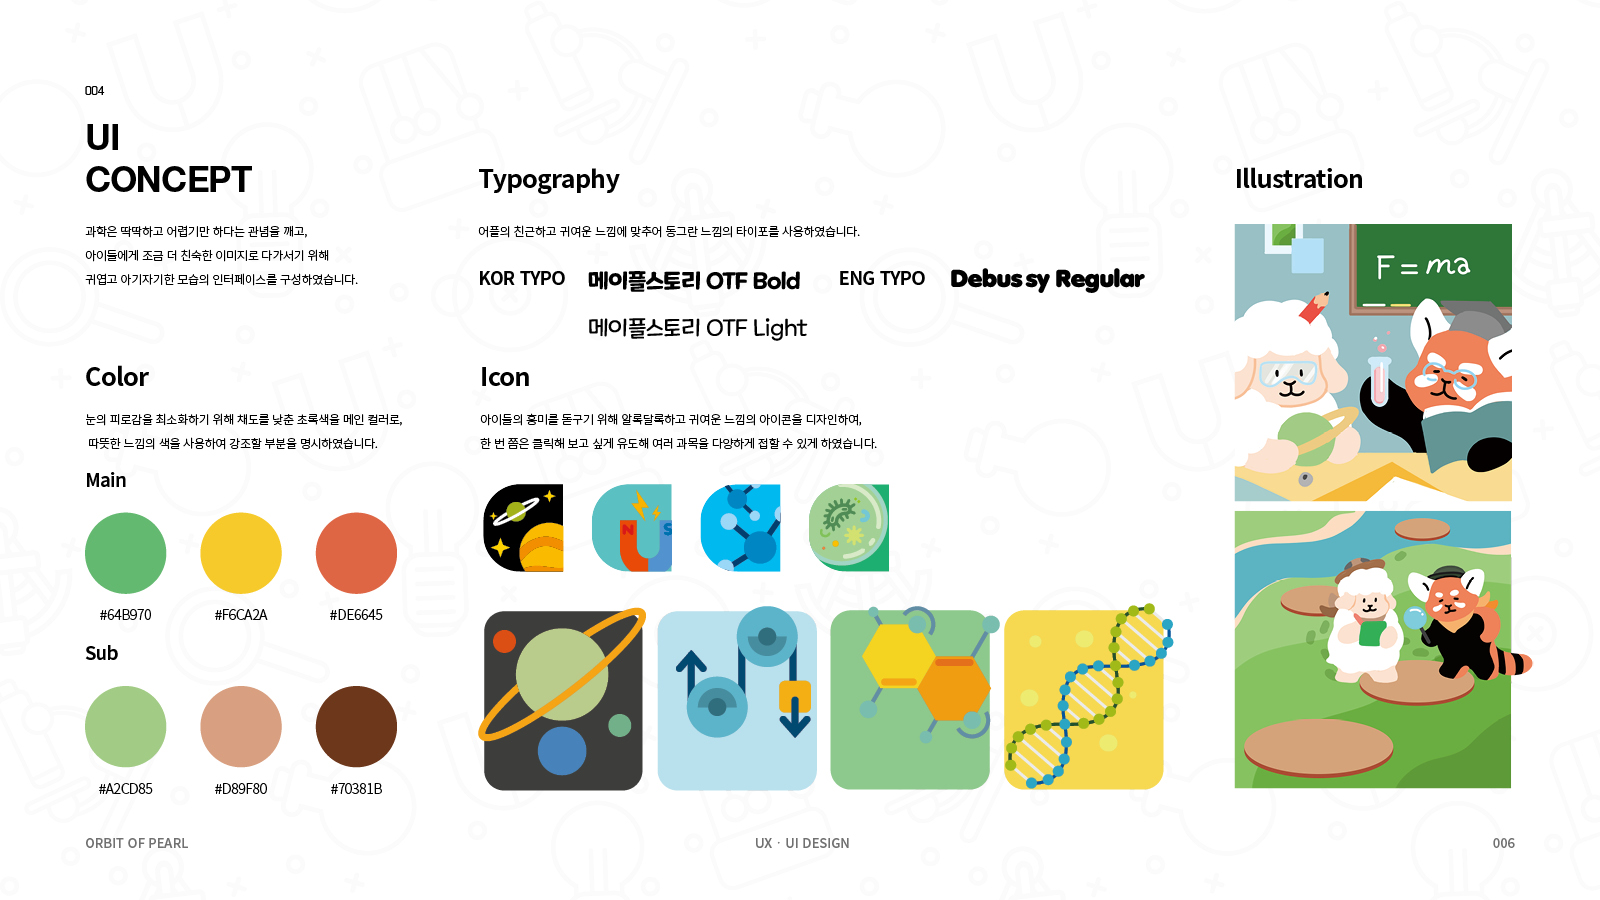 004
UI
CONCEPT
과학은 딱딱하고 어렵기만 하다는 관념을 깨고,
아이들에게 조금 더 친숙한 이미지로 다가서기 위해
귀엽고 아기자기한 모습의 인터페이스를 구성하였습니다.
Typography
어플의 친근하고 귀여운 느낌에 맞추어 동그란 느낌의 타이포를 사용하였습니다.
KOR TYPO
메이플스토리 OTF Bold
메이플스토리 OTF Light
ENG TYPO
Debussy Regular
Color
눈의 피로감을 최소화하기 위해 채도를 낮춘 초록색을 메인 컬러로,
따뜻한 느낌의 색을 사용하여 강조할 부분을 명시하였습니다.
Main
#64B970
#F6CA2A
#DE6645
Sub
#A2CD85
#D89F80
#70381B
Icon
아이들의 흥미를 돋구기 위해 알록달록하고 귀여운 느낌의 아이콘을 디자인하여,
한 번 쯤은 클릭해 보고 싶게 유도해 여러 과목을 다양하게 접할 수 있게 하였습니다.
N
S
Illustration
F = ma
ORBIT OF PEARL
UX · UI DESIGN
006